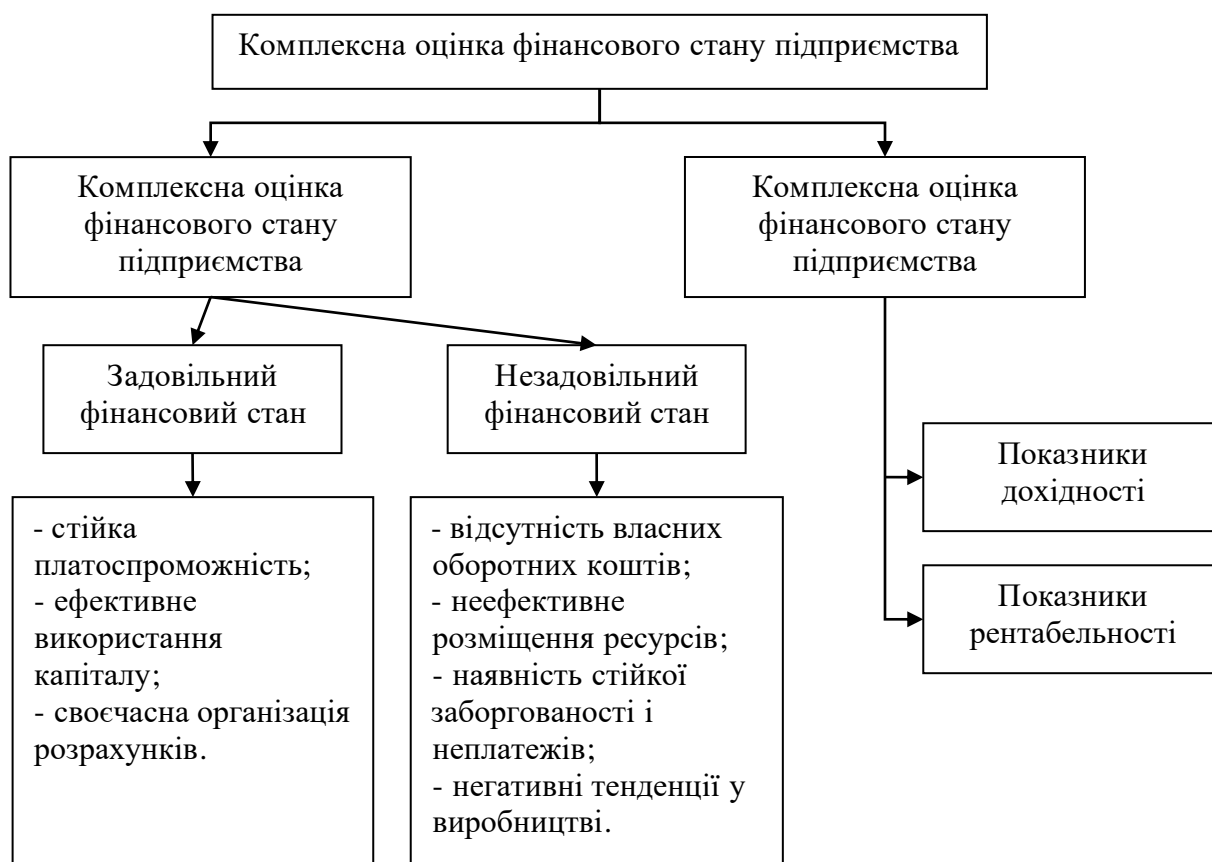 Комплексна оцінка фінансового стану підприємства
Комплексна оцінка
фінансового стану
підприємства
Комплексна оцінка
фінансового стану
підприємства
Задовільний
фінансовий стан
Незадовільний
фінансовий стан
Показники
дохідності
Показники
рентабельності
- стійка
платоспроможність;
- ефективне
використання
капіталу;
- своєчасна організація
розрахунків.
- відсутність власних
оборотних коштів;
- неефективне
розміщення ресурсів;
- наявність стійкої
заборгованості і
неплатежів;
- негативні тенденції у
виробництві.